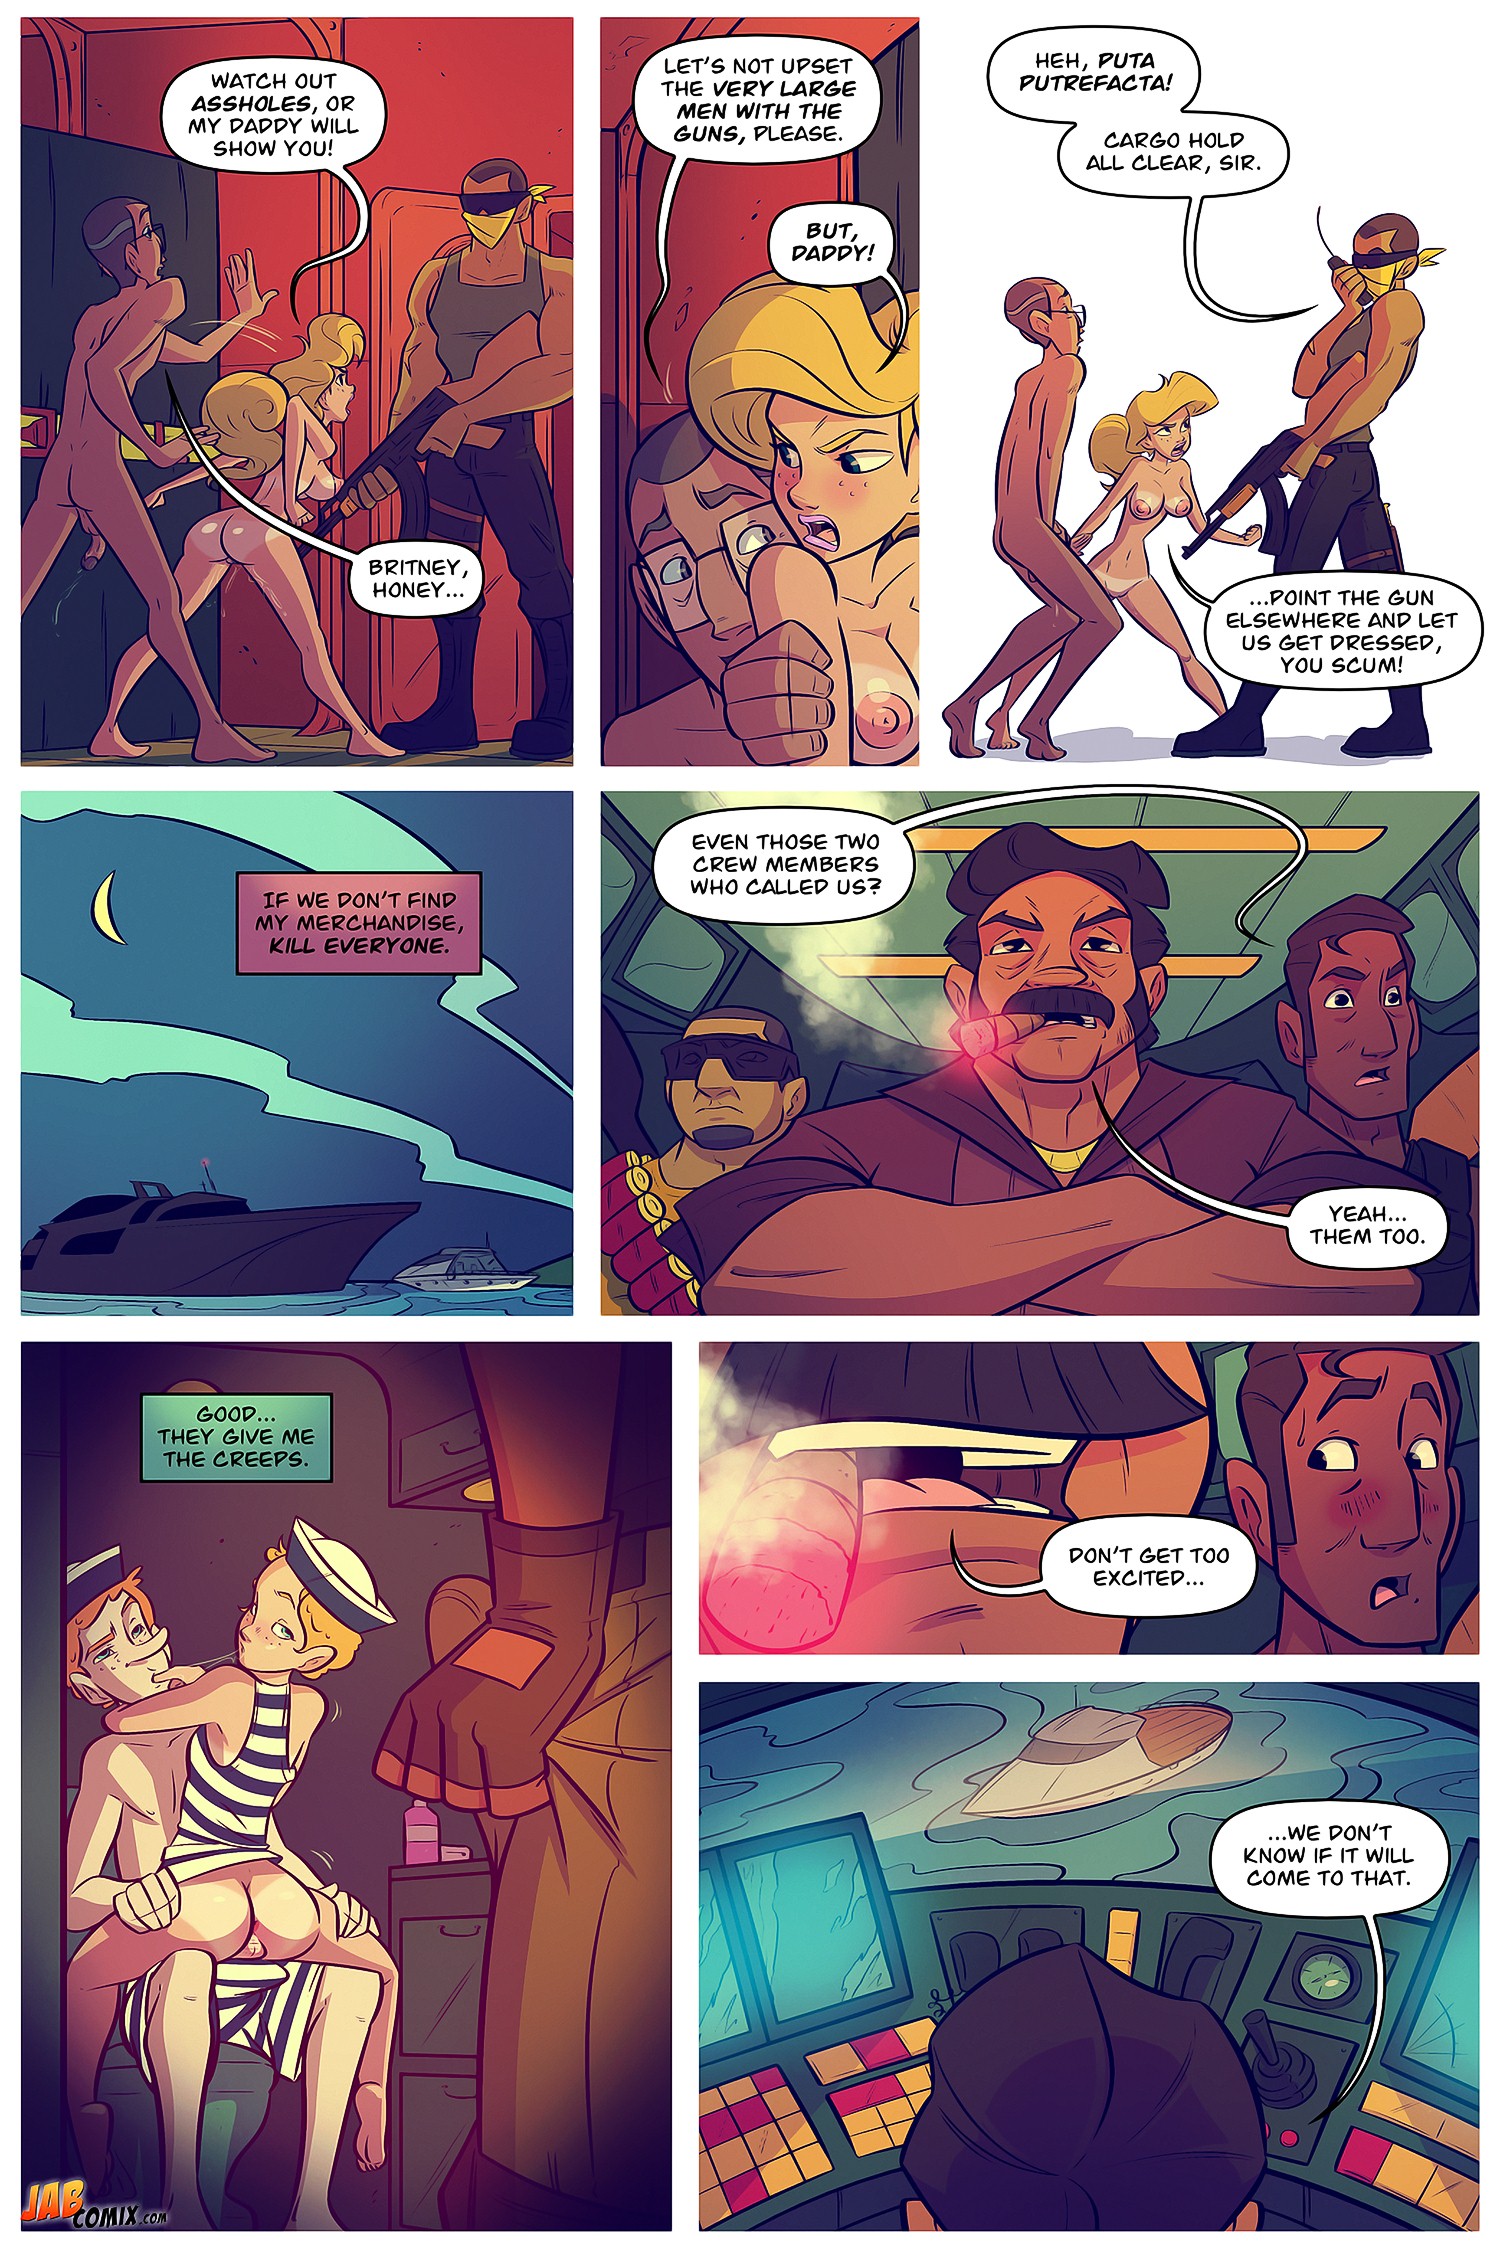 WATCH OUT
ASSHOLES, OR
MY DADDY WILL
SHOW YOU!
BRITNEY,
HONEY...
LET'S NOT UPSET
THE VERY LARGE
MEN WITH THE
GUNS, PLEASE.
BUT,
DADDY!
HEH, PUTA
PUTREFACTA!
CARGO HOLD
ALL CLEAR, SIR.
...POINT THE GUN
ELSEWHERE AND LET
US GET DRESSED,
YOU SCUM!
IF WE DON'T FIND
MY MERCHANDISE,
KILL EVERYONE.
EVEN THOSE TWO
CREW MEMBERS
WHO CALLED US?
YEAH...
THEM TOO.
GOOD...
THEY GIVE ME
THE CREEPS.
DON'T GET TOO
EXCITED...
...WE DON'T
KNOW IF IT WILL
COME TO THAT.
JAB
COMIX.COM